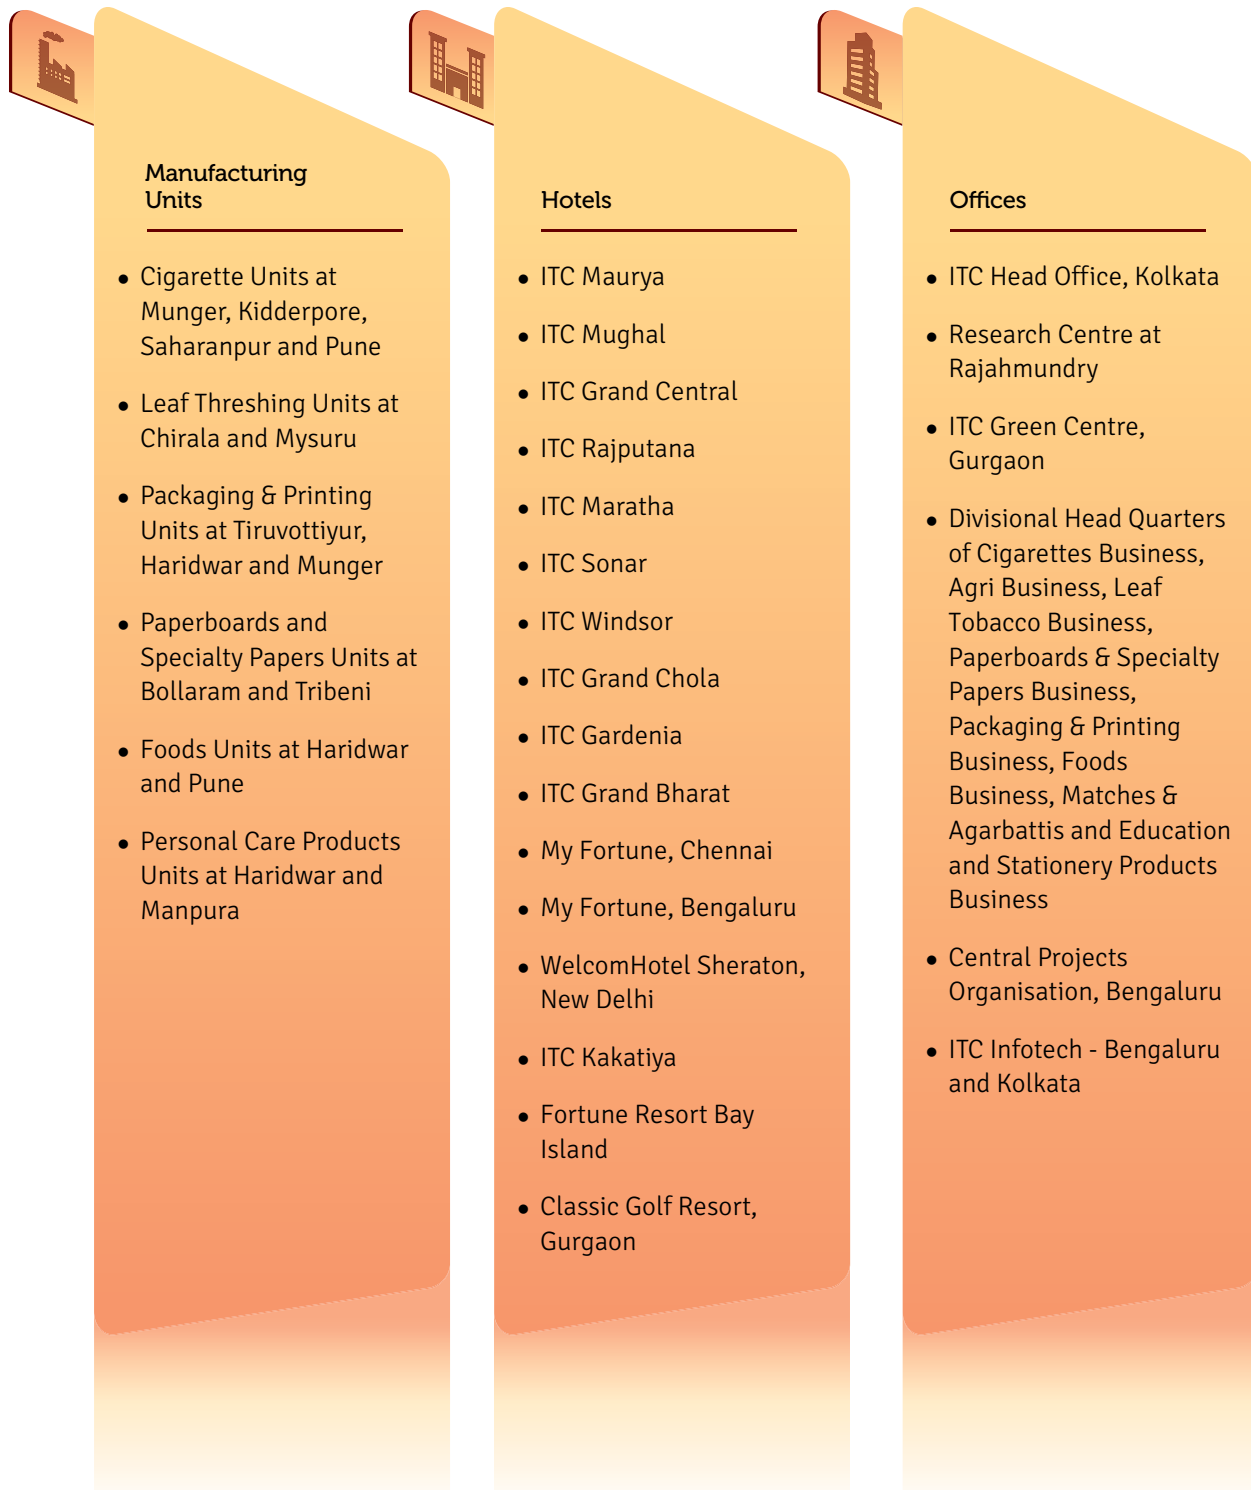 Manufacturing
Units
• Cigarette Units at
Munger, Kidderpore,
Saharanpur and Pune
• Leaf Threshing Units at
Chirala and Mysuru
• Packaging & Printing
Units at Tiruvottiyur,
Haridwar and Munger
• Paperboards and
Specialty Papers Units at
Bollaram and Tribeni
• Foods Units at Haridwar
and Pune
• Personal Care Products
Units at Haridwar and
Manpura
Hotels
• ITC Maurya
• ITC Mughal
• ITC Grand Central
• ITC Rajputana
• ITC Maratha
• ITC Sonar
• ITC Windsor
• ITC Grand Chola
• ITC Gardenia
• ITC Grand Bharat
• My Fortune, Chennai
• My Fortune, Bengaluru
• WelcomHotel Sheraton,
New Delhi
• ITC Kakatiya
• Fortune Resort Bay
Island
• Classic Golf Resort,
Gurgaon
Offices
• ITC Head Office, Kolkata
• Research Centre at
Rajahmundry
• ITC Green Centre,
Gurgaon
• Divisional Head Quarters
of Cigarettes Business,
Agri Business, Leaf
Tobacco Business,
Paperboards & Specialty
Papers Business,
Packaging & Printing
Business, Foods
Business, Matches &
Agarbattis and Education
and Stationery Products
Business
• Central Projects
Organisation, Bengaluru
• ITC Infotech - Bengaluru
and Kolkata